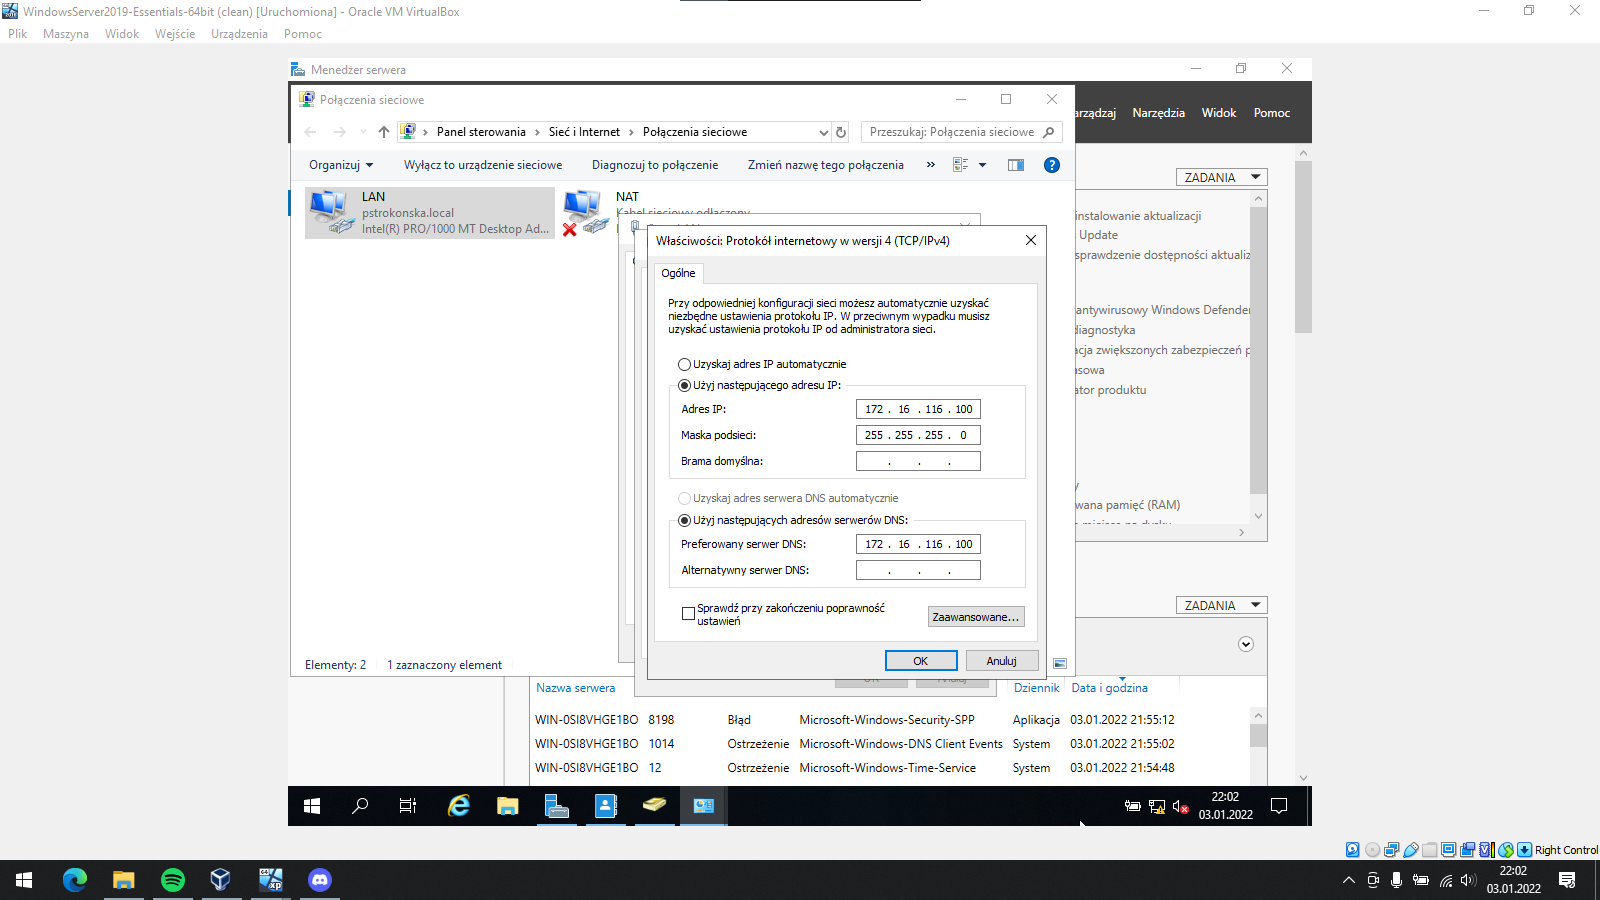 WindowsServer2019-Essentials-64bit (clean) [Uruchomiona] - Oracle VM VirtualBox
Plik Maszyna Widok Wejście Urządzenia Pomoc
Menedżer serwera
Narzędzia Widok Pomoc
Połączenia sieciowe
Panel sterowania › Sieć i Internet › Połączenia sieciowe
Przeszukaj: Połączenia sieciowe
Organizuj Wyłącz to urządzenie sieciowe Diagnozuj to połączenie Zmień nazwę tego połączenia »
LAN
pstrokonska.local
Intel(R) PRO/1000 MT Desktop Ad...
NAT
Kabel sieciowy odłączony
Właściwości: Protokół internetowy w wersji 4 (TCP/IPv4)
Ogólne
Przy odpowiedniej konfiguracji sieci możesz automatycznie uzyskać
niezbędne ustawienia protokołu IP. W przeciwnym wypadku musisz
uzyskać ustawienia protokołu IP od administratora sieci.
Uzyskaj adres IP automatycznie
Użyj następującego adresu IP:
Adres IP: 172 . 16 . 116 . 100
Maska podsieci: 255 . 255 . 255 . 0
Brama domyślna: . . .
Uzyskaj adres serwera DNS automatycznie
Użyj następujących adresów serwerów DNS:
Preferowany serwer DNS: 172 . 16 . 116 . 100
Alternatywny serwer DNS: . . .
Sprawdź przy zakończeniu poprawność
ustawień
Zaawansowane...
OK Anuluj
ZADANIA
instalowanie aktualizacji
Update
sprawdzenie dostępności aktualiz
antywirusowy Windows Defender
diagnostyka
acja zwiększonych zabezpieczeń p
asowa
ator produktu
y
wana pamięć (RAM)
ZADANIA
Elementy: 2 1 zaznaczony element
Nazwa serwera Dziennik Data i godzina
WIN-0SI8VHGE1BO 8198 Błąd Microsoft-Windows-Security-SPP Aplikacja 03.01.2022 21:55:12
WIN-0SI8VHGE1BO 1014 Ostrzeżenie Microsoft-Windows-DNS Client Events System 03.01.2022 21:55:02
WIN-0SI8VHGE1BO 12 Ostrzeżenie Microsoft-Windows-Time-Service System 03.01.2022 21:54:48
22:02
03.01.2022
Right Control
22:02
03.01.2022